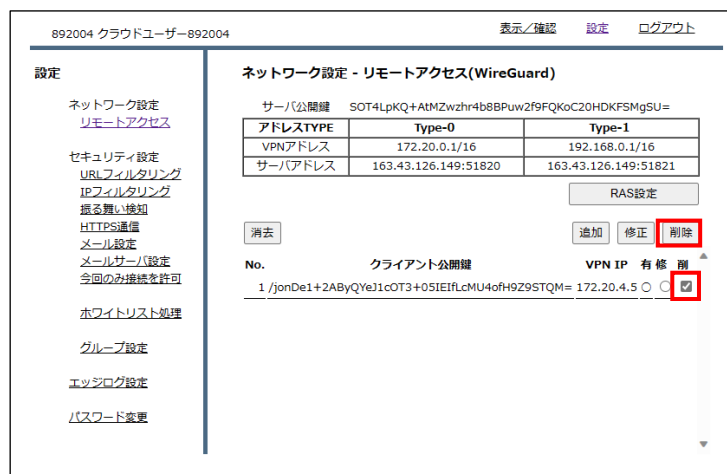 892004 クラウドユーザー892004
表示/確認 設定 ログアウト
設定
ネットワーク設定
リモートアクセス
セキュリティ設定
URLフィルタリング
IPフィルタリング
振る舞い検知
HTTPS通信
メール設定
メールサーバ設定
今回のみ接続を許可
ホワイトリスト処理
グループ設定
エッジログ設定
パスワード変更
ネットワーク設定 - リモートアクセス(WireGuard)
サーバ公開鍵 SOT4LpKQ+AtMZwzhr4b8BPuw2f9FQKoC20HDKFSMgSU=
アドレスTYPE Type-0 Type-1
VPNアドレス 172.20.0.1/16 192.168.0.1/16
サーバアドレス 163.43.126.149:51820 163.43.126.149:51821
RAS設定
消去 追加 修正 削除
No. クライアント公開鍵 VPN IP 有 修 削
1 /jonDe1+2AByQYeJ1cOT3+05IEIfLcMU4ofH9Z9STQM= 172.20.4.5